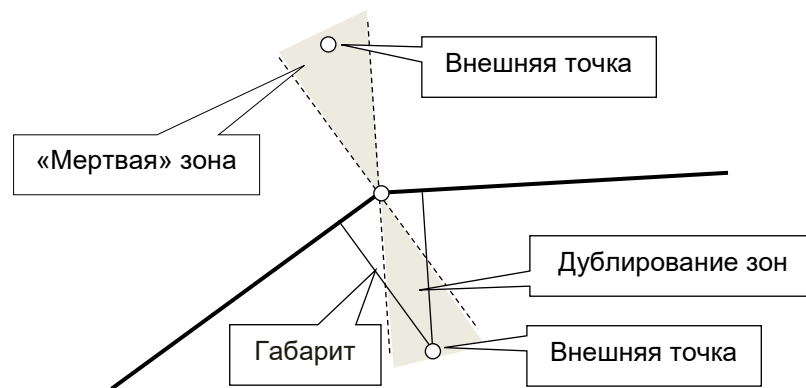 Внешняя точка
«Мертвая» зона
Дублирование зон
Габарит
Внешняя точка